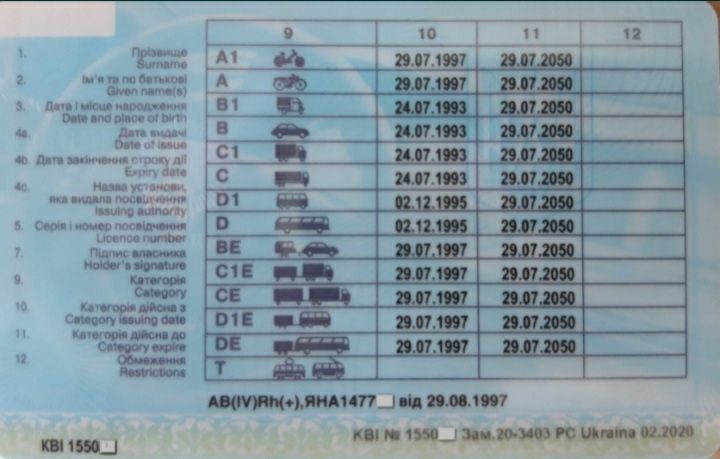 9 10 11 12
1. Прізвище
Surname
2. Ім'я та по батькові
Given name(s)
3. Дата і місце народження
Date and place of birth
4a. Дата видачі
Date of issue
4b. Дата закінчення строку дії
Expiry date
4c. Назва установи,
яка видала посвідчення
Issuing authority
5. Серія і номер посвідчення
Licence number
7. Підпис власника
Holder's signature
9. Категорія
Category
10. Категорія дійсна з
Category issuing date
11. Категорія дійсна до
Category expire
12. Обмеження
Restrictions
A1 29.07.1997 29.07.2050
A 29.07.1997 29.07.2050
B1 24.07.1993 29.07.2050
B 24.07.1993 29.07.2050
C1 24.07.1993 29.07.2050
C 24.07.1993 29.07.2050
D1 02.12.1995 29.07.2050
D 02.12.1995 29.07.2050
BE 29.07.1997 29.07.2050
C1E 29.07.1997 29.07.2050
CE 29.07.1997 29.07.2050
D1E 29.07.1997 29.07.2050
DE 29.07.1997 29.07.2050
T
AB(IV)Rh(+),ЯНА1477 від 29.08.1997
КВІ 1550
КВІ № 1550 Зам.20-3403 РС Ukraina 02.2020